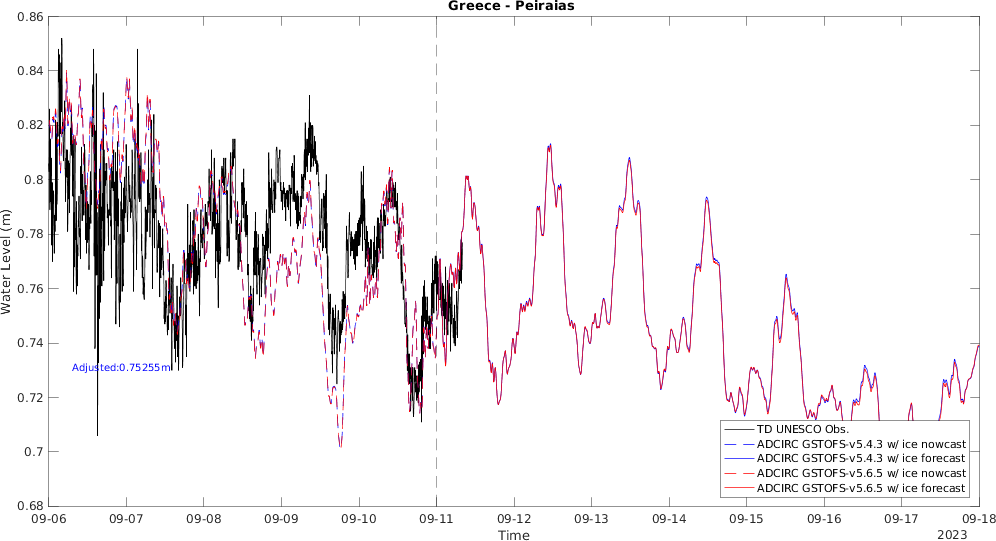 Greece - Peiraias
0.86
0.84
0.82
0.8
0.78
0.76
0.74
0.72
0.7
0.68
Water Level (m)
Adjusted:0.75255m
TD UNESCO Obs.
ADCIRC GSTOFS-v5.4.3 w/ ice nowcast
ADCIRC GSTOFS-v5.4.3 w/ ice forecast
ADCIRC GSTOFS-v5.6.5 w/ ice nowcast
ADCIRC GSTOFS-v5.6.5 w/ ice forecast
09-06 09-07 09-08 09-09 09-10 09-11 09-12 09-13 09-14 09-15 09-16 09-17 09-18
Time
2023